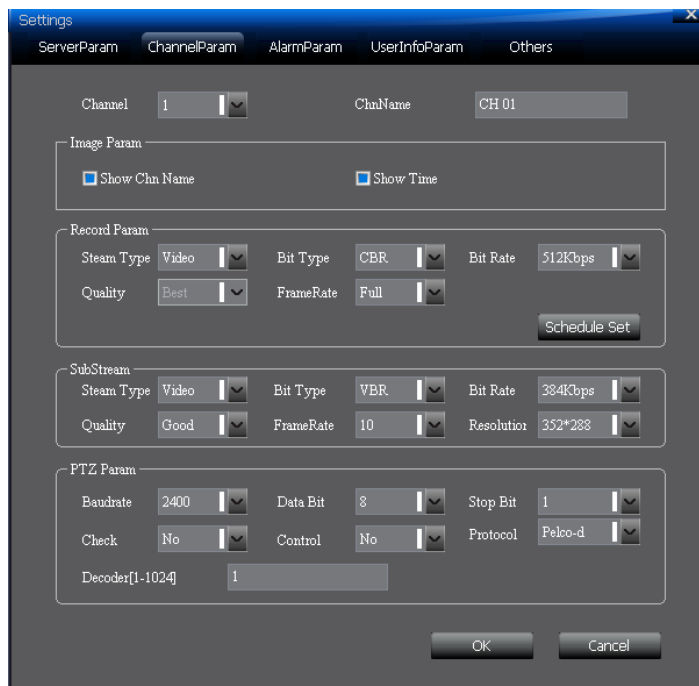 Settings
ServerParam ChannelParam AlarmParam UserInfoParam Others
Channel 1 ChnName CH 01
Image Param
Show Chn Name Show Time
Record Param
Steam Type Video Bit Type CBR Bit Rate 512Kbps
Quality Best FrameRate Full
Schedule Set
SubStream
Steam Type Video Bit Type VBR Bit Rate 384Kbps
Quality Good FrameRate 10 Resolution 352*288
PTZ Param
Baudrate 2400 Data Bit 8 Stop Bit 1
Check No Control No Protocol Pelco-d
Decoder[1-1024] 1
OK Cancel